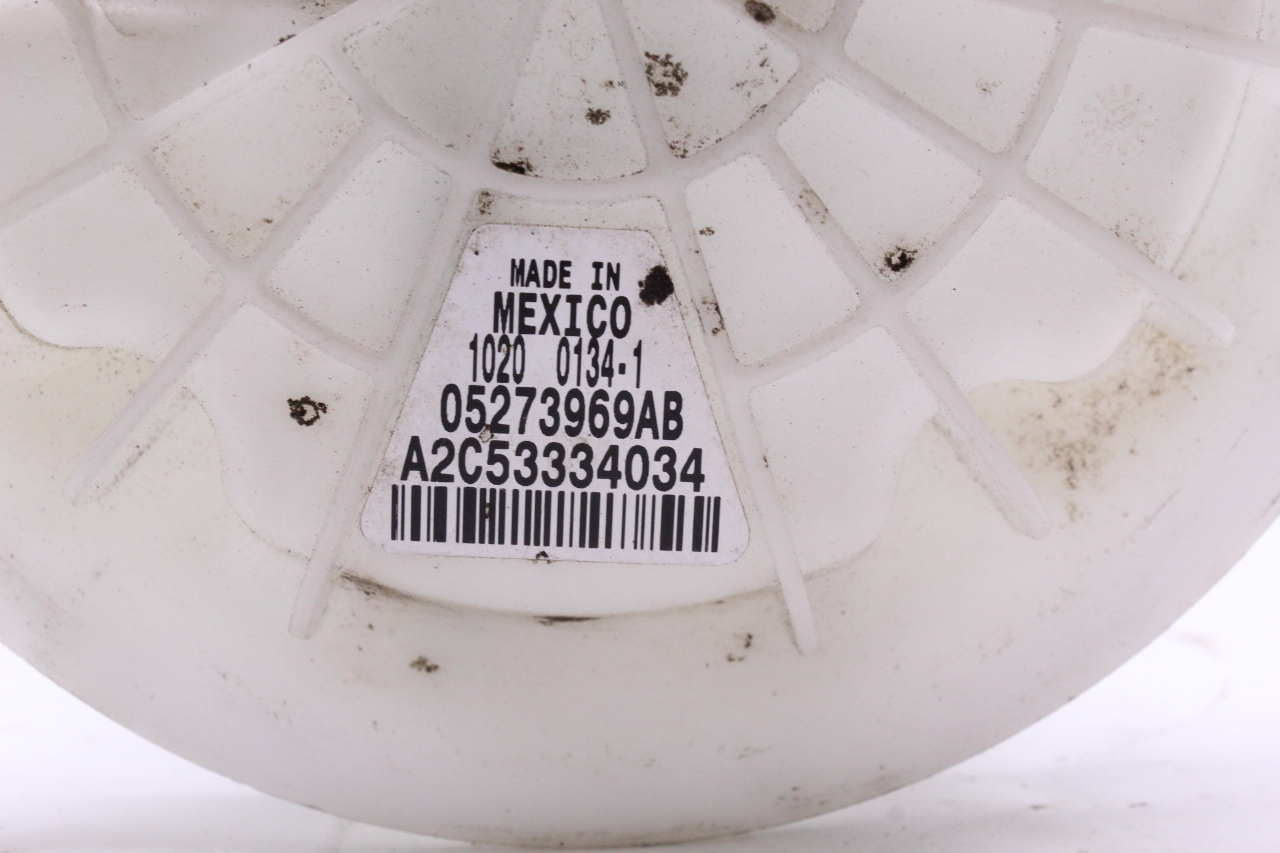 MADE IN
MEXICO
1020 0134-1
05273969AB
A2C53334034